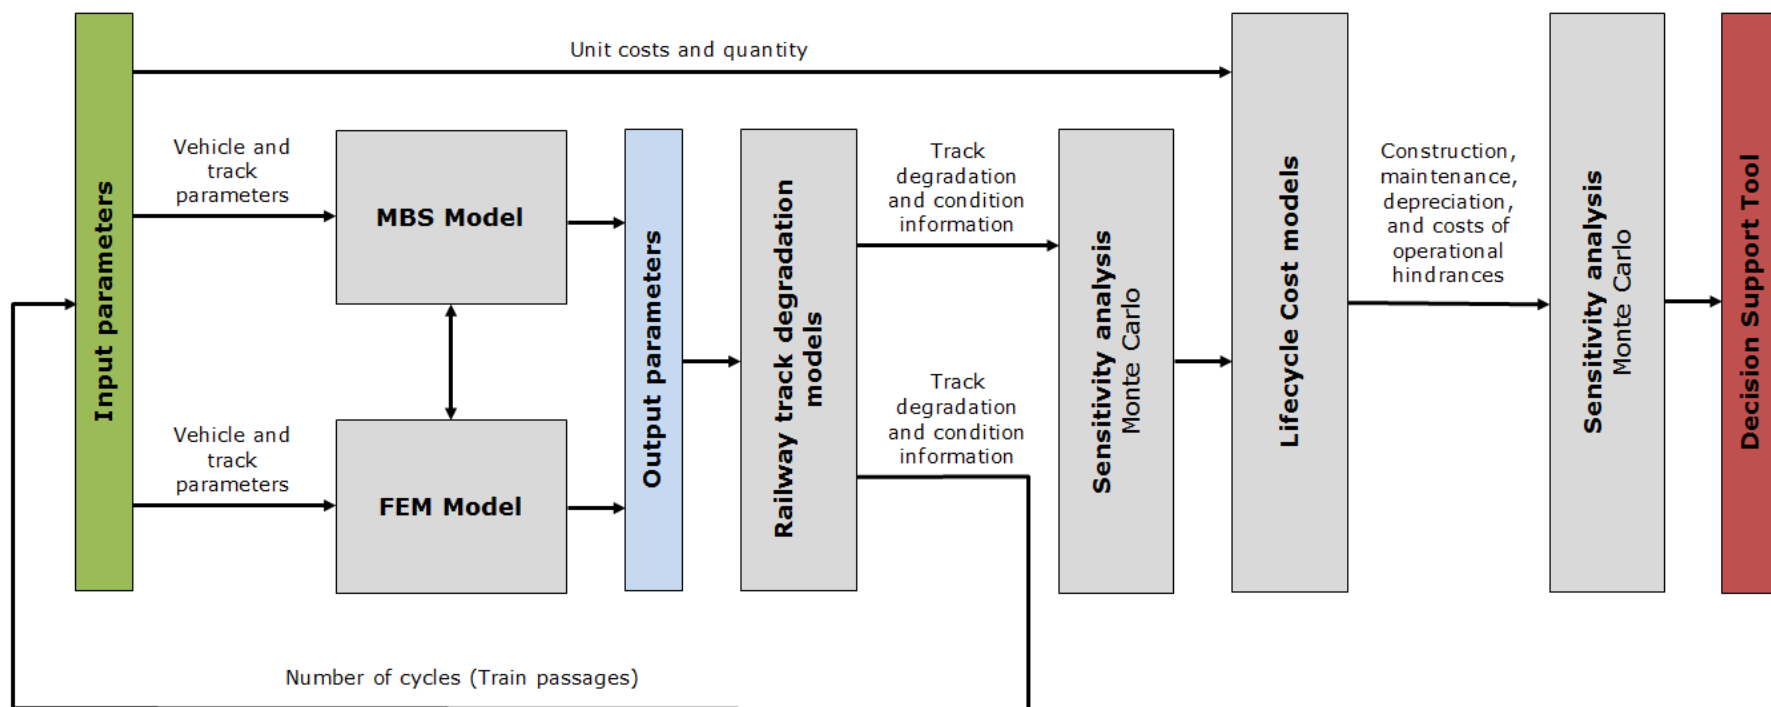 Unit costs and quantity
Input parameters
Vehicle and
track
parameters
MBS Model
Vehicle and
track
parameters
FEM Model
Output parameters
Railway track degradation
models
Track
degradation
and condition
information
Track
degradation
and condition
information
Sensitivity analysis
Monte Carlo
Lifecycle Cost models
Construction,
maintenance,
depreciation,
and costs of
operational
hindrances
Sensitivity analysis
Monte Carlo
Decision Support Tool
Number of cycles (Train passages)